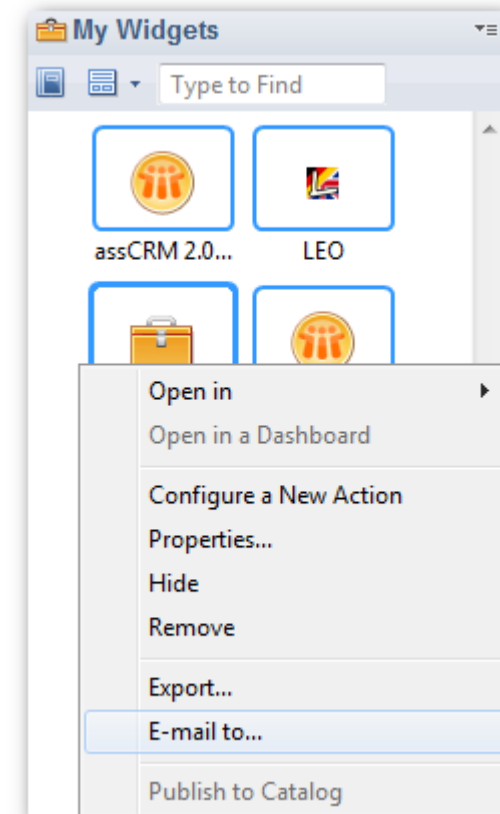 My Widgets
Type to Find
assCRM 2.0... LEO
Open in
Open in a Dashboard
Configure a New Action
Properties...
Hide
Remove
Export...
E-mail to...
Publish to Catalog